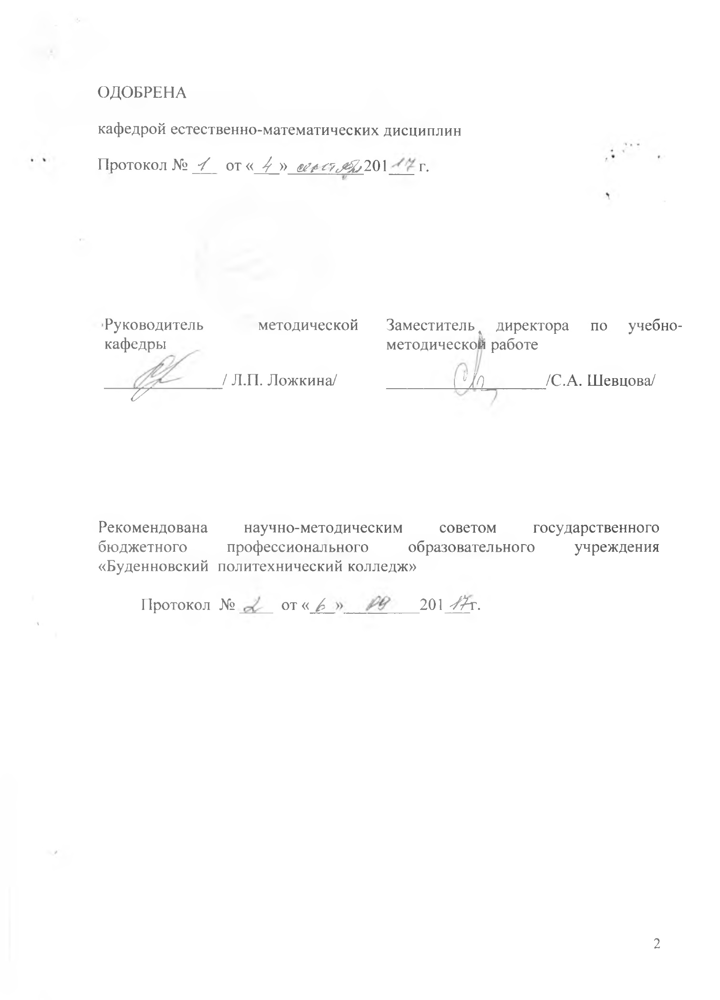 ОДОБРЕНА
кафедрой естественно-математических дисциплин
Протокол № 1 от « 4 » сентябр 201 17 г.
Руководитель методической
кафедры
/ Л.П. Ложкина/
Заместитель директора по учебно-
методической работе
/С.А. Шевцова/
Рекомендована научно-методическим советом государственного
бюджетного профессионального образовательного учреждения
«Буденновский политехнический колледж»
Протокол № 2 от « 6 » 09 201 17 г.
2